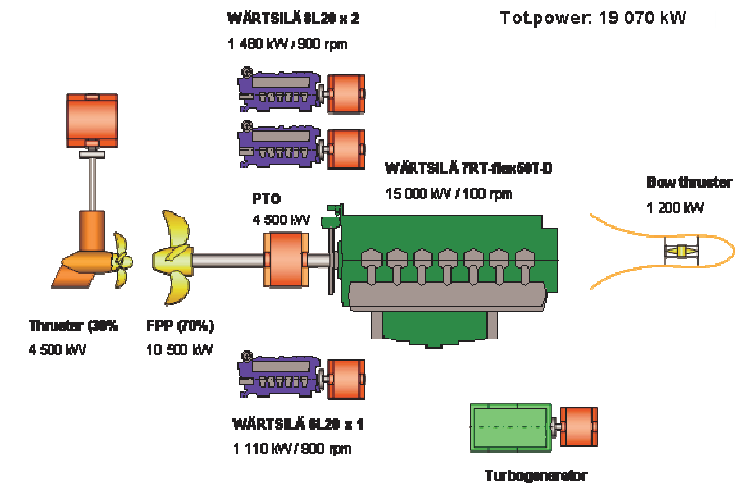 Tot.power: 19 070 kW
WÄRTSILÄ 8L20 x 2
1 480 kW / 900 rpm
WÄRTSILÄ 7RT-flex50T-D
15 000 kW / 100 rpm
Bow thruster
1 200 kW
PTO
4 500 kW
Thruster (30%
4 500 kW
FPP (70%)
10 500 kW
WÄRTSILÄ 6L20 x 1
1 110 kW / 900 rpm
Turbogenerator